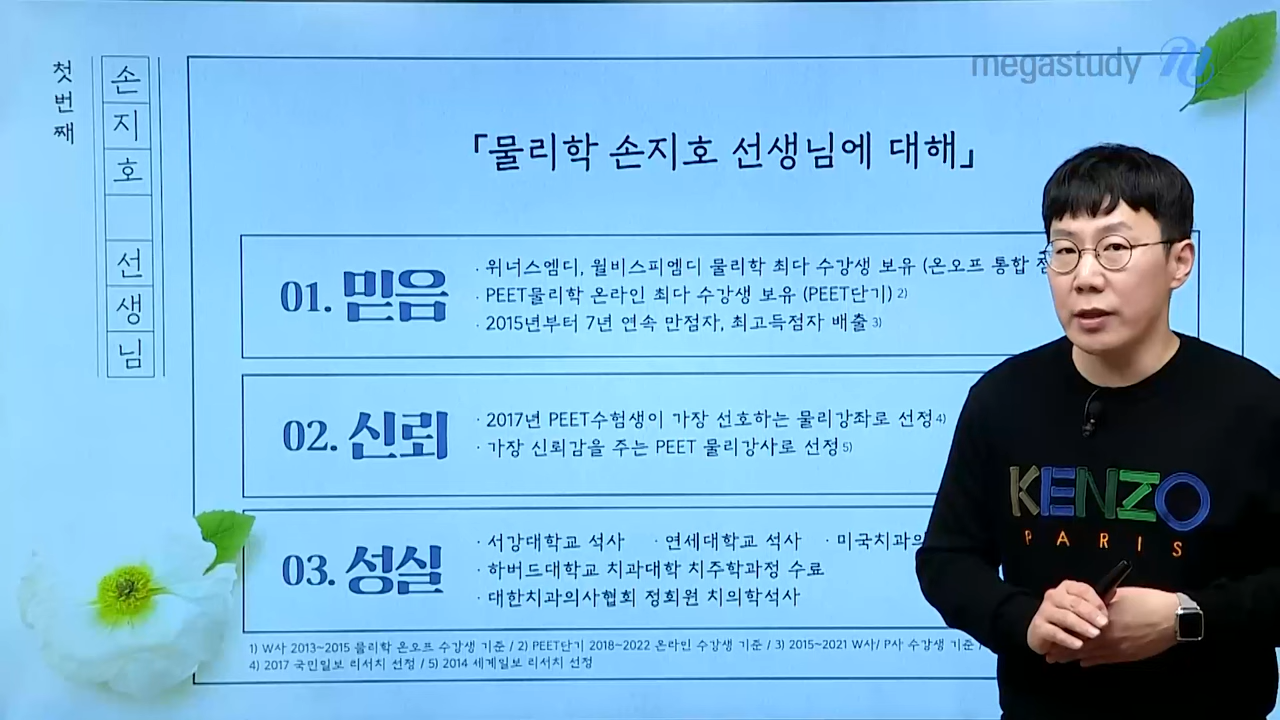 첫번째
손지호 선생님
megastudy
「물리학 손지호 선생님에 대해」
01. 믿음
· 위너스엠디, 윌비스피엠디 물리학 최다 수강생 보유 (온오프 통합
· PEET물리학 온라인 최다 수강생 보유 (PEET단기) 2)
· 2015년부터 7년 연속 만점자, 최고득점자 배출 3)
02. 신뢰
· 2017년 PEET수험생이 가장 선호하는 물리강좌로 선정 4)
· 가장 신뢰감을 주는 PEET 물리강사로 선정 5)
03. 성실
· 서강대학교 석사 · 연세대학교 석사 · 미국치과의
· 하버드대학교 치과대학 치주학과정 수료
· 대한치과의사협회 정회원 치의학석사
1) W사 2013~2015 물리학 온오프 수강생 기준 / 2) PEET단기 2018~2022 온라인 수강생 기준 / 3) 2015~2021 W사/ P사 수강생 기준 /
4) 2017 국민일보 리서치 선정 / 5) 2014 세계일보 리서치 선정
KENZO
PARIS